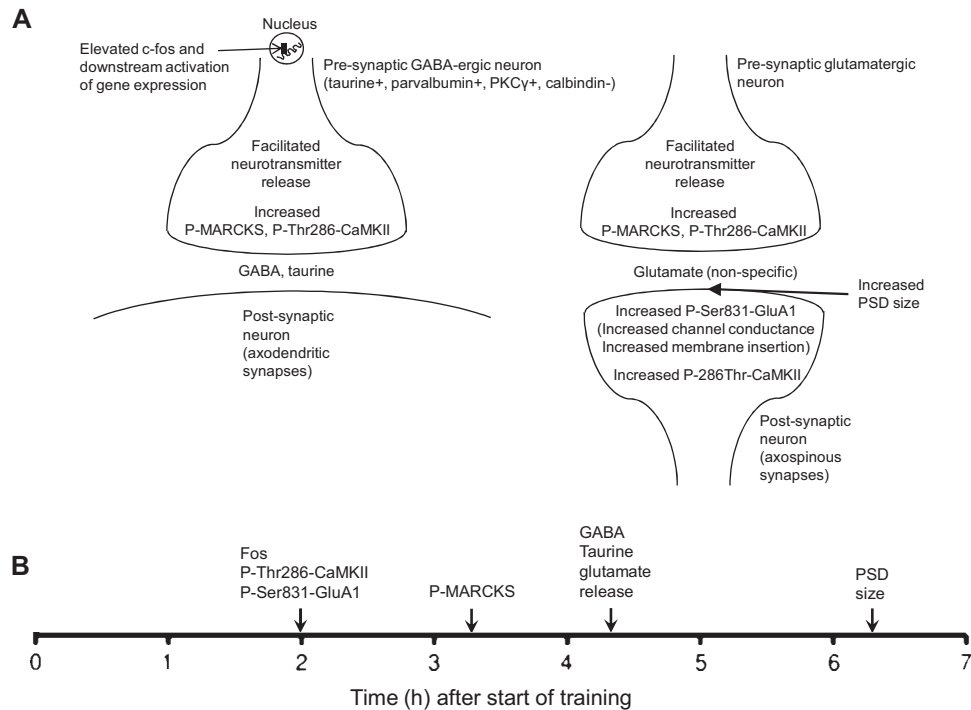 A
Nucleus
Elevated c-fos and
downstream activation
of gene expression
Pre-synaptic GABA-ergic neuron
(taurine+, parvalbumin+, PKCγ+, calbindin-)
Pre-synaptic glutamatergic
neuron
Facilitated
neurotransmitter
release
Increased
P-MARCKS, P-Thr286-CaMKII
Facilitated
neurotransmitter
release
Increased
P-MARCKS, P-Thr286-CaMKII
GABA, taurine
Glutamate (non-specific)
Increased
PSD size
Post-synaptic
neuron
(axodendritic
synapses)
Increased P-Ser831-GluA1
(Increased channel conductance
Increased membrane insertion)
Increased P-286Thr-CaMKII
Post-synaptic
neuron
(axospinous
synapses)
B
Fos
P-Thr286-CaMKII
P-Ser831-GluA1
P-MARCKS
GABA
Taurine
glutamate
release
PSD
size
0 1 2 3 4 5 6 7
Time (h) after start of training